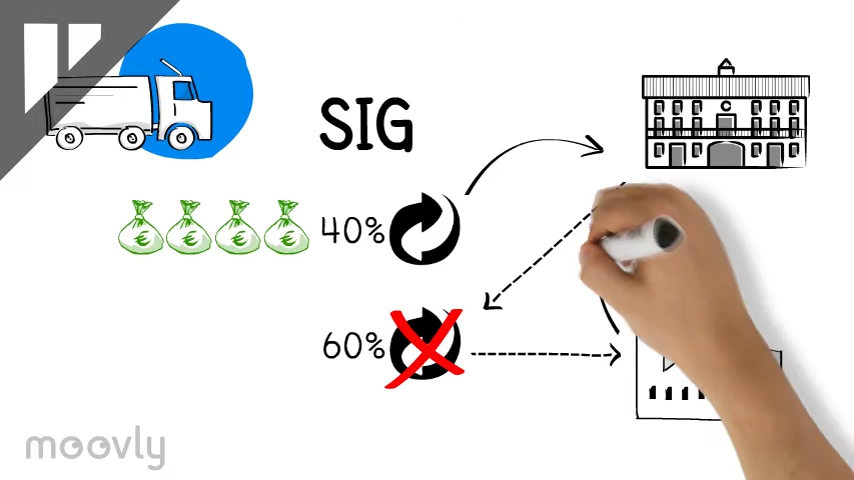 SIG
C
€ € € €
40%
60%
moovly